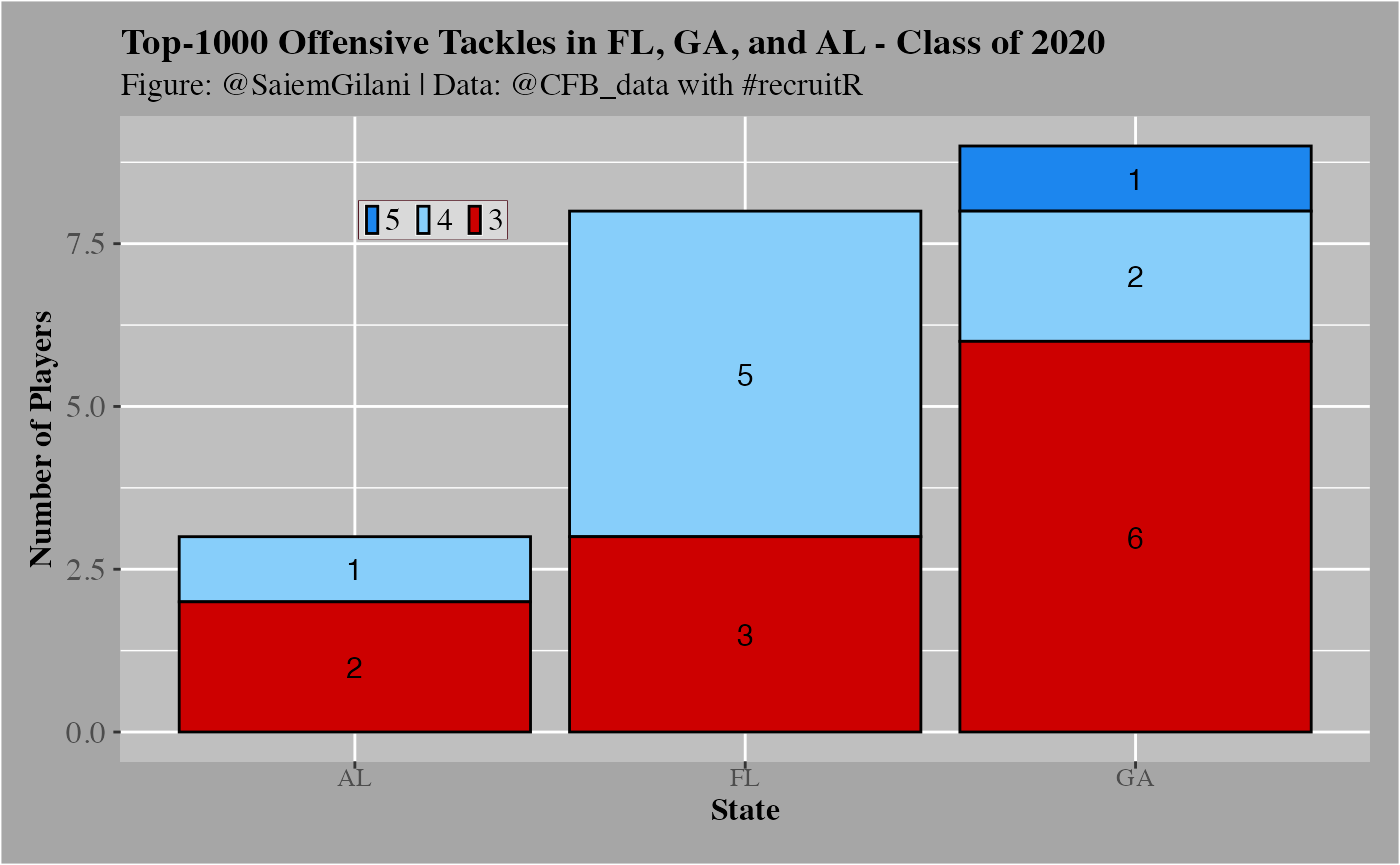 Top-1000 Offensive Tackles in FL, GA, and AL - Class of 2020
Figure: @SaiemGilani | Data: @CFB_data with #recruitR
Number of Players
7.5
5.0
2.5
0.0
5 4 3
1
2
5
3
1
2
6
AL FL GA
State